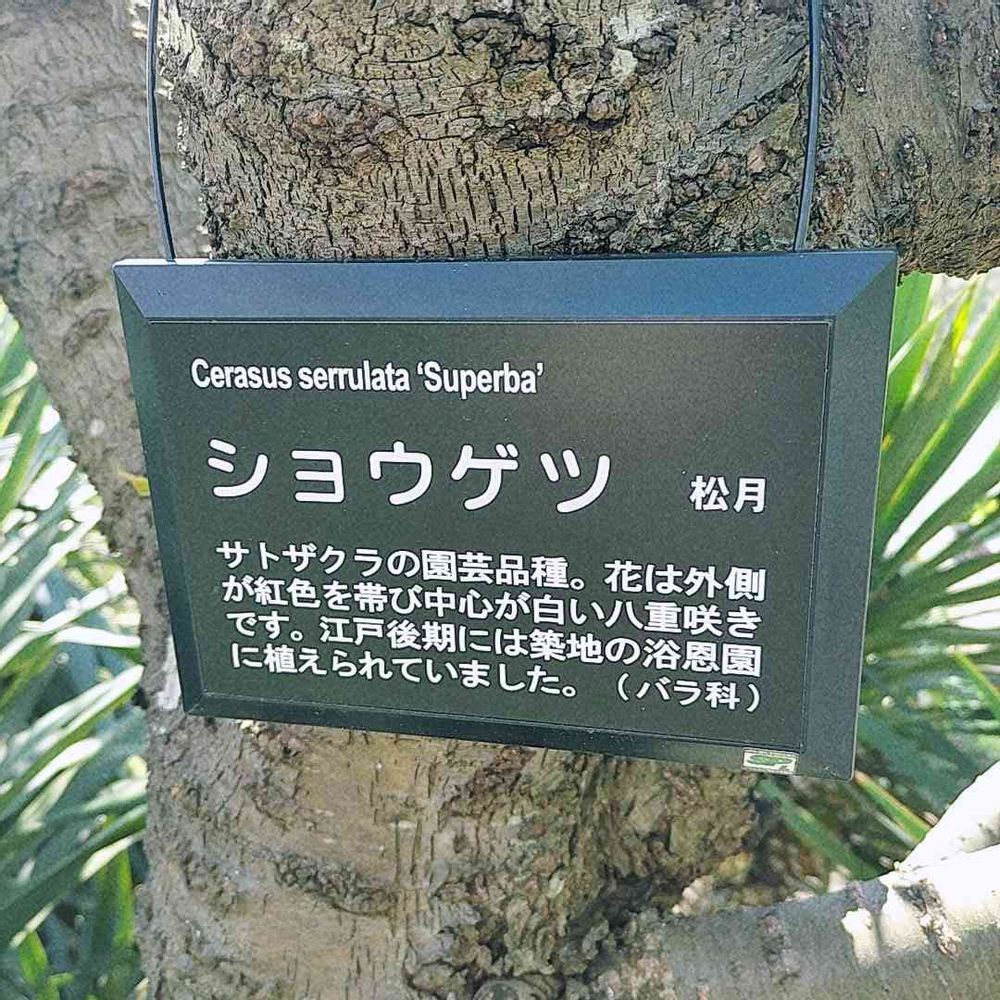 Cerasus serrulata ‘Superba’
ショウゲツ 松月
サトザクラの園芸品種。花は外側
が紅色を帯び中心が白い八重咲き
です。江戸後期には築地の浴恩園
に植えられていました。（バラ科）